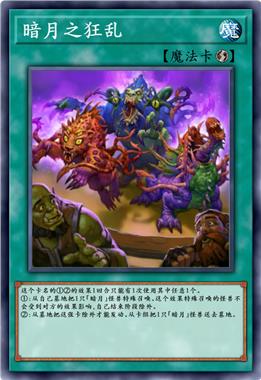 暗月之狂乱
魔
【魔法卡】
这个卡名的①②的效果1回合只能有1次使用其中任意1个。
①:从自己墓地把1只「暗月」怪兽特殊召唤。这个效果特殊召唤的怪兽不
会受到对方的效果影响,自己结束阶段除外。
②:从墓地把这张卡除外才能发动。从卡组把1只「暗月」怪兽送去墓地。